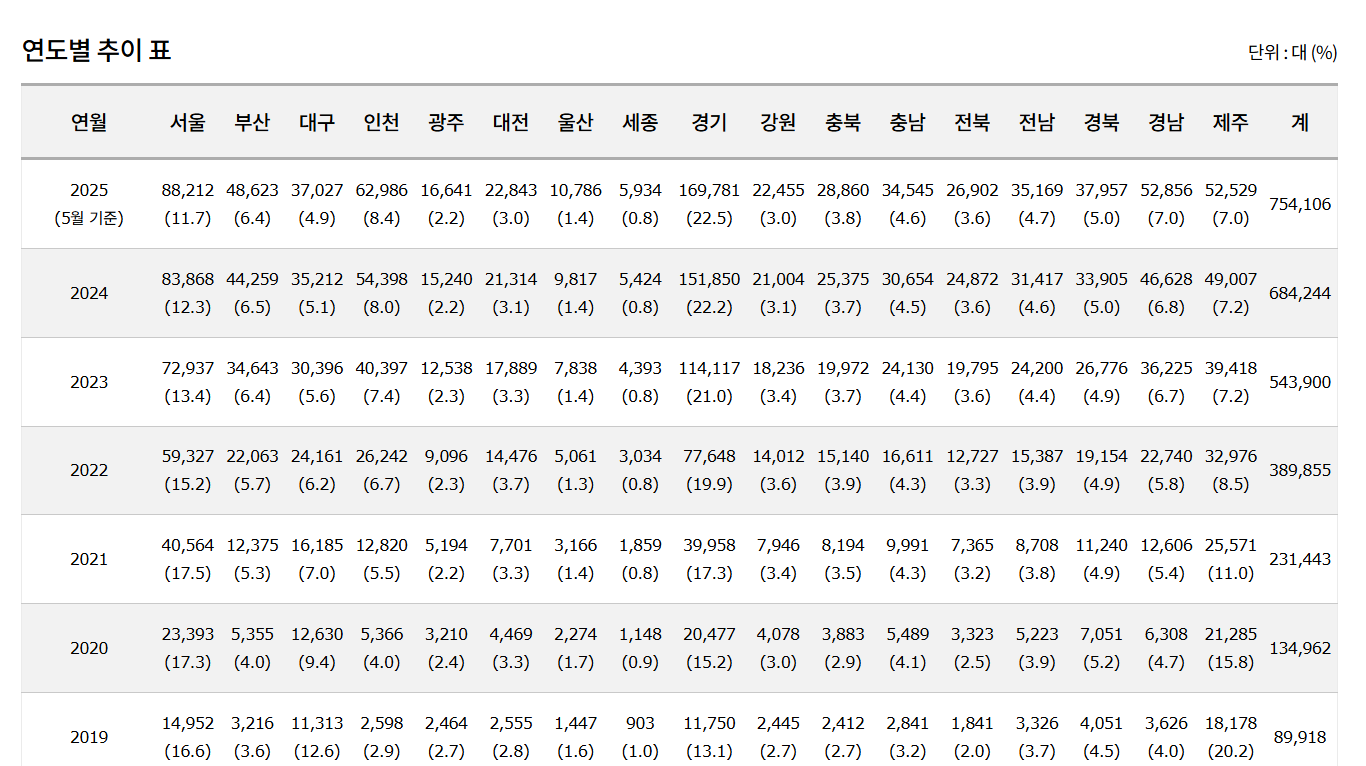 연도별 추이 표
단위 : 대 (%)
연월 서울 부산 대구 인천 광주 대전 울산 세종 경기 강원 충북 충남 전북 전남 경북 경남 제주 계
2025 88,212 48,623 37,027 62,986 16,641 22,843 10,786 5,934 169,781 22,455 28,860 34,545 26,902 35,169 37,957 52,856 52,529 754,106
(5월 기준) (11.7) (6.4) (4.9) (8.4) (2.2) (3.0) (1.4) (0.8) (22.5) (3.0) (3.8) (4.6) (3.6) (4.7) (5.0) (7.0) (7.0)
2024 83,868 44,259 35,212 54,398 15,240 21,314 9,817 5,424 151,850 21,004 25,375 30,654 24,872 31,417 33,905 46,628 49,007 684,244
(12.3) (6.5) (5.1) (8.0) (2.2) (3.1) (1.4) (0.8) (22.2) (3.1) (3.7) (4.5) (3.6) (4.6) (5.0) (6.8) (7.2)
2023 72,937 34,643 30,396 40,397 12,538 17,889 7,838 4,393 114,117 18,236 19,972 24,130 19,795 24,200 26,776 36,225 39,418 543,900
(13.4) (6.4) (5.6) (7.4) (2.3) (3.3) (1.4) (0.8) (21.0) (3.4) (3.7) (4.4) (3.6) (4.4) (4.9) (6.7) (7.2)
2022 59,327 22,063 24,161 26,242 9,096 14,476 5,061 3,034 77,648 14,012 15,140 16,611 12,727 15,387 19,154 22,740 32,976 389,855
(15.2) (5.7) (6.2) (6.7) (2.3) (3.7) (1.3) (0.8) (19.9) (3.6) (3.9) (4.3) (3.3) (3.9) (4.9) (5.8) (8.5)
2021 40,564 12,375 16,185 12,820 5,194 7,701 3,166 1,859 39,958 7,946 8,194 9,991 7,365 8,708 11,240 12,606 25,571 231,443
(17.5) (5.3) (7.0) (5.5) (2.2) (3.3) (1.4) (0.8) (17.3) (3.4) (3.5) (4.3) (3.2) (3.8) (4.9) (5.4) (11.0)
2020 23,393 5,355 12,630 5,366 3,210 4,469 2,274 1,148 20,477 4,078 3,883 5,489 3,323 5,223 7,051 6,308 21,285 134,962
(17.3) (4.0) (9.4) (4.0) (2.4) (3.3) (1.7) (0.9) (15.2) (3.0) (2.9) (4.1) (2.5) (3.9) (5.2) (4.7) (15.8)
2019 14,952 3,216 11,313 2,598 2,464 2,555 1,447 903 11,750 2,445 2,412 2,841 1,841 3,326 4,051 3,626 18,178 89,918
(16.6) (3.6) (12.6) (2.9) (2.7) (2.8) (1.6) (1.0) (13.1) (2.7) (2.7) (3.2) (2.0) (3.7) (4.5) (4.0) (20.2)